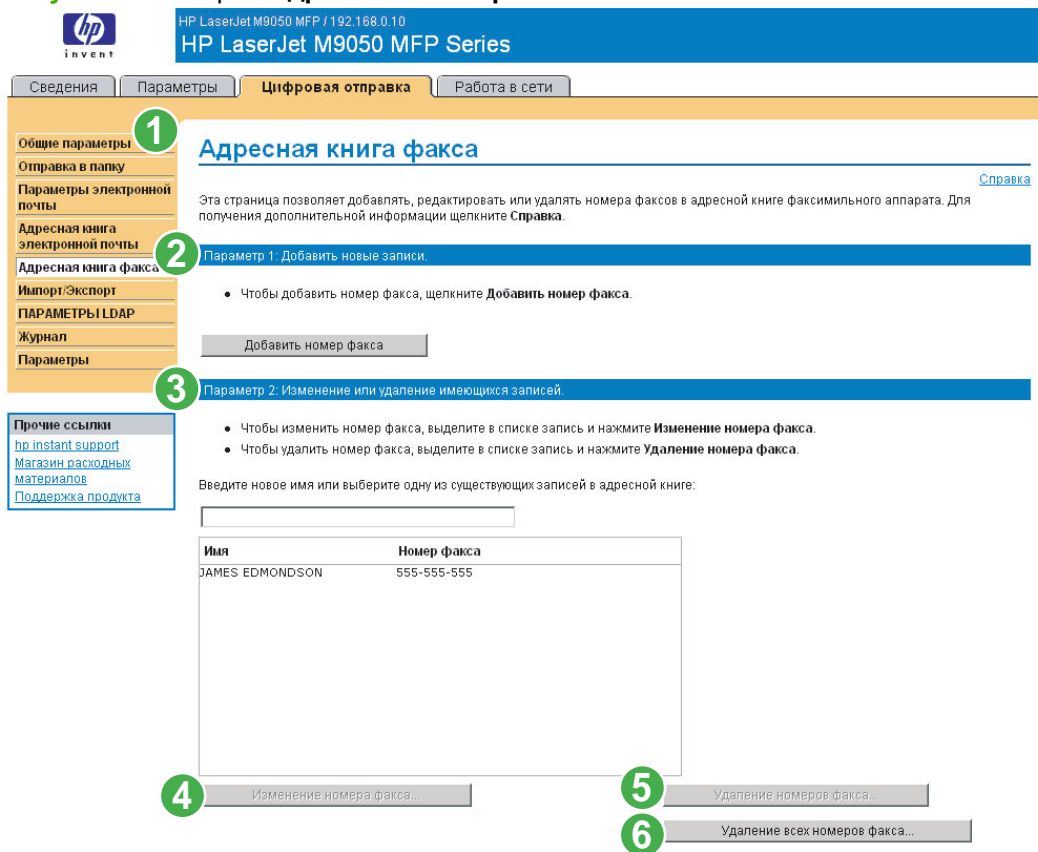 hp
invent
HP LaserJet M9050 MFP / 192.168.0.10
HP LaserJet M9050 MFP Series
Сведения Параметры Цифровая отправка Работа в сети
1
Общие параметры
Отправка в папку
Параметры электронной
почты
Адресная книга
электронной почты
Адресная книга факса
Импорт/Экспорт
ПАРАМЕТРЫ LDAP
Журнал
Параметры
Прочие ссылки
hp instant support
Магазин расходных
материалов
Поддержка продукта
Адресная книга факса
Справка
Эта страница позволяет добавлять, редактировать или удалять номера факсов в адресной книге факсимильного аппарата. Для
получения дополнительной информации щелкните Справка.
2
Параметр 1: Добавить новые записи.
• Чтобы добавить номер факса, щелкните Добавить номер факса.
Добавить номер факса
3
Параметр 2: Изменение или удаление имеющихся записей.
• Чтобы изменить номер факса, выделите в списке запись и нажмите Изменение номера факса.
• Чтобы удалить номер факса, выделите в списке запись и нажмите Удаление номера факса.
Введите новое имя или выберите одну из существующих записей в адресной книге:
Имя Номер факса
JAMES EDMONDSON 555-555-555
4 Изменение номера факса...
5 Удаление номеров факса...
6 Удаление всех номеров факса...